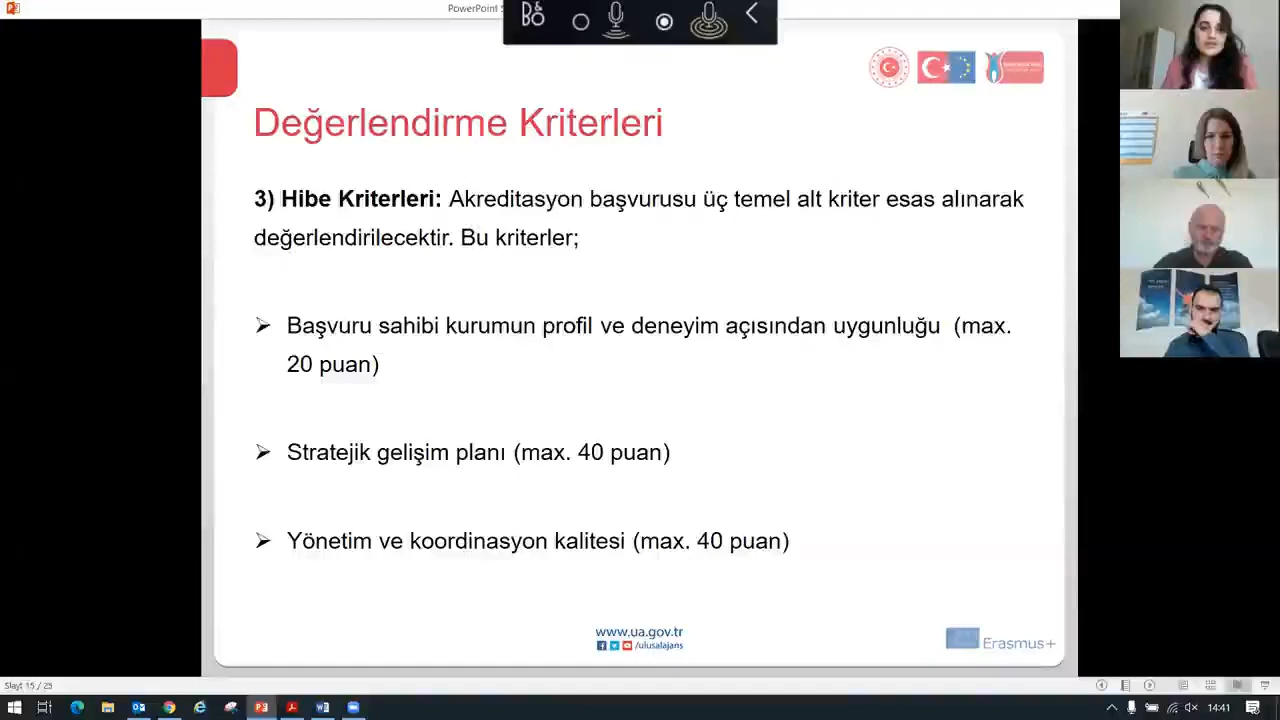 PowerPoint
B&O
Değerlendirme Kriterleri
3) Hibe Kriterleri: Akreditasyon başvurusu üç temel alt kriter esas alınarak
değerlendirilecektir. Bu kriterler;
Başvuru sahibi kurumun profil ve deneyim açısından uygunluğu (max.
20 puan)
Stratejik gelişim planı (max. 40 puan)
Yönetim ve koordinasyon kalitesi (max. 40 puan)
www.ua.gov.tr
/ulusalajans
Erasmus+
Slayt 15 / 25
14:41